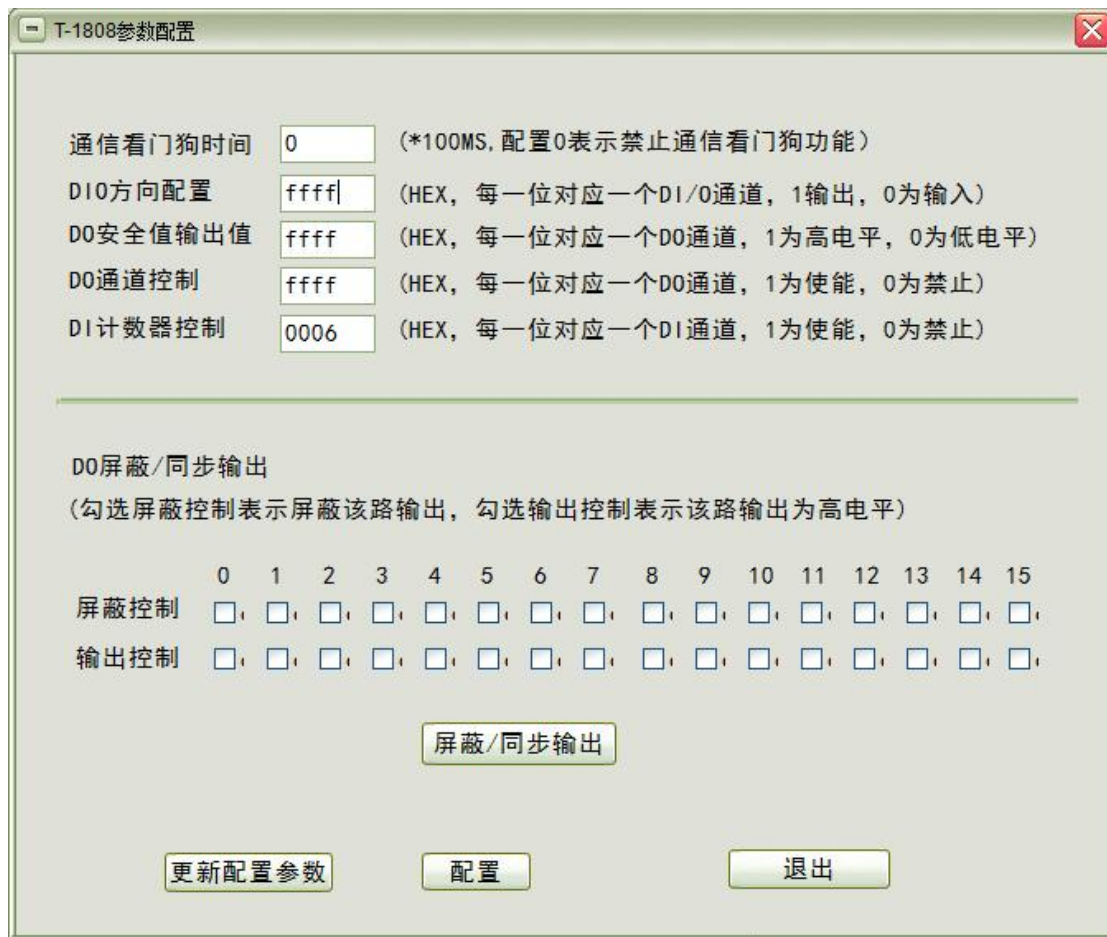 T-1808参数配置
通信看门狗时间 0 (*100MS,配置0表示禁止通信看门狗功能)
DIO方向配置 ffff (HEX, 每一位对应一个DI/O通道, 1输出, 0为输入)
DO安全值输出值 ffff (HEX, 每一位对应一个DO通道, 1为高电平, 0为低电平)
DO通道控制 ffff (HEX, 每一位对应一个DO通道, 1为使能, 0为禁止)
DI计数器控制 0006 (HEX, 每一位对应一个DI通道, 1为使能, 0为禁止)
DO屏蔽/同步输出
(勾选屏蔽控制表示屏蔽该路输出, 勾选输出控制表示该路输出为高电平)
0 1 2 3 4 5 6 7 8 9 10 11 12 13 14 15
屏蔽控制
输出控制
屏蔽/同步输出
更新配置参数 配置 退出